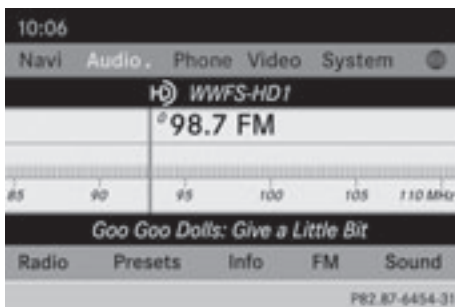 10:06
Navi Audio. Phone Video System
HD WWFS-HD1
°98.7 FM
85 90 95 100 105 110 MHz
Goo Goo Dolls: Give a Little Bit
Radio Presets Info FM Sound
P82.87-6454-31